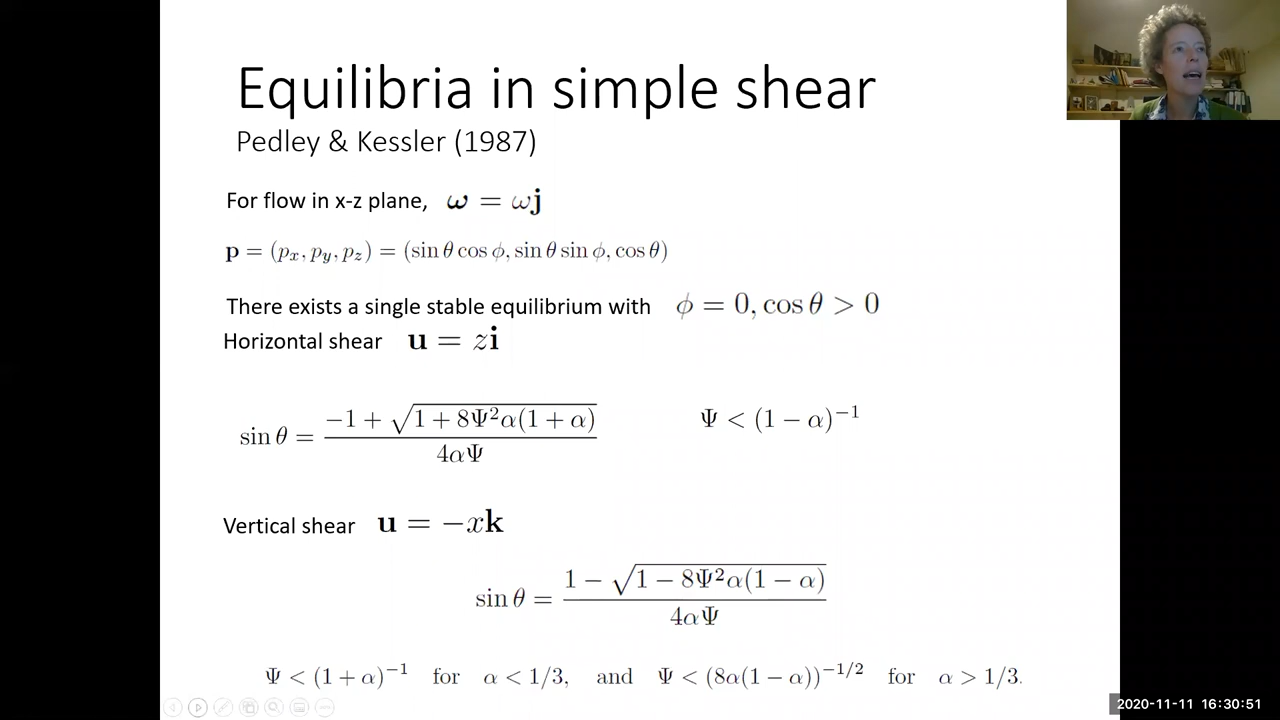 Equilibria in simple shear
Pedley & Kessler (1987)
For flow in x-z plane, 𝛚 = ω𝐣
𝐩 = (pₓ, p_y, p_z) = (sin θ cos ϕ, sin θ sin ϕ, cos θ)
There exists a single stable equilibrium with ϕ = 0, cos θ > 0
Horizontal shear 𝐮 = z𝐢
sin θ = (−1 + √(1 + 8Ψ²α(1 + α))) / (4αΨ)    Ψ < (1 − α)⁻¹
Vertical shear 𝐮 = −x𝐤
sin θ = (1 − √(1 − 8Ψ²α(1 − α))) / (4αΨ)
Ψ < (1 + α)⁻¹ for α < 1/3, and Ψ < (8α(1 − α))^(−1/2) for α > 1/3.
2020-11-11 16:30:51